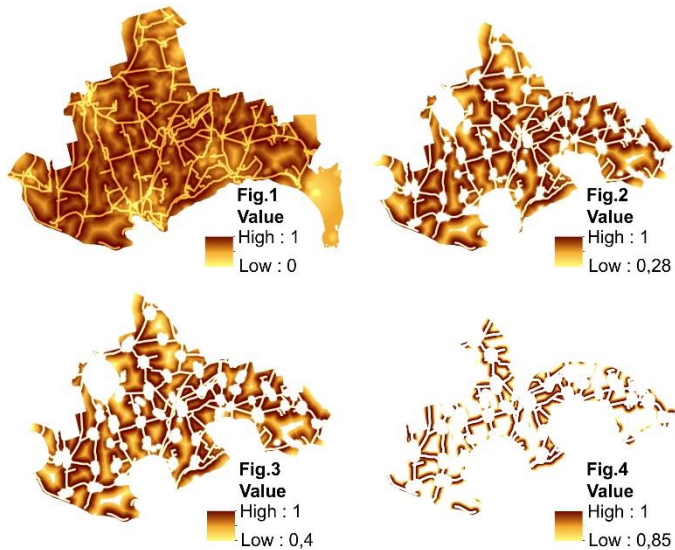 Fig.1
Value
High : 1
Low : 0
Fig.2
Value
High : 1
Low : 0,28
Fig.3
Value
High : 1
Low : 0,4
Fig.4
Value
High : 1
Low : 0,85